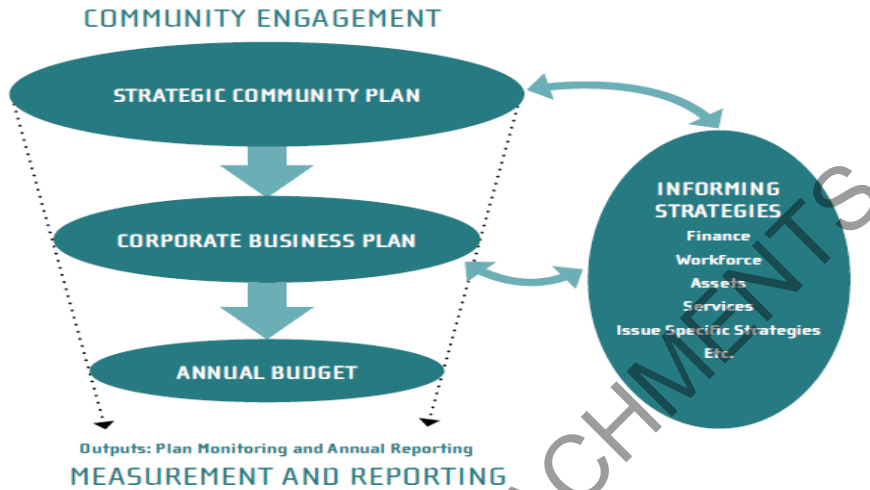 COMMUNITY ENGAGEMENT
STRATEGIC COMMUNITY PLAN
CORPORATE BUSINESS PLAN
ANNUAL BUDGET
INFORMING
STRATEGIES
Finance
Workforce
Assets
Services
Issue Specific Strategies
Etc.
Outputs: Plan Monitoring and Annual Reporting
MEASUREMENT AND REPORTING